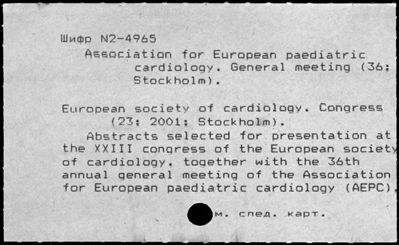 Шифр N2-4965
Association for European paediatric
cardiology. General meeting (36;
Stockholm).
European society of cardiology. Congress
(23; 2001; Stockholm).
Abstracts selected for presentation at
the XXIII congress of the European society
of cardiology, together with the 36th
annual general meeting of the Association
for European paediatric cardiology (AEPC).
м. след. карт.